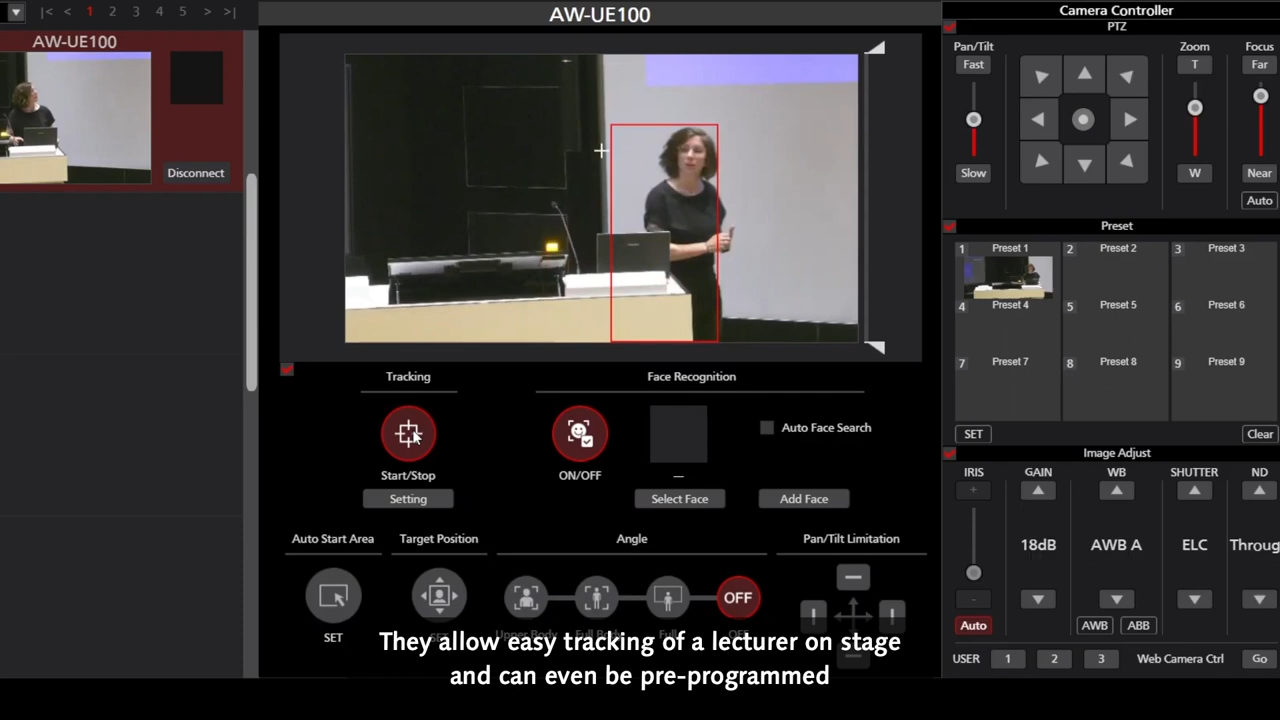 |< < 1 2 3 4 5 > >|
AW-UE100
Disconnect
AW-UE100
Tracking
Start/Stop
Setting
Face Recognition
ON/OFF
---
Select Face
Auto Face Search
Add Face
Auto Start Area
SET
Target Position
SET
Angle
Upper Body
Full Body
Full
OFF
Pan/Tilt Limitation
Camera Controller
PTZ
Pan/Tilt
Fast
Slow
Zoom
T
W
Focus
Far
Near
Auto
Preset
1 Preset 1
2 Preset 2
3 Preset 3
4 Preset 4
5 Preset 5
6 Preset 6
7 Preset 7
8 Preset 8
9 Preset 9
SET
Clear
Image Adjust
IRIS
+
-
Auto
GAIN
18dB
WB
AWB A
AWB
ABB
SHUTTER
ELC
ND
Throug
USER 1 2 3 Web Camera Ctrl Go
They allow easy tracking of a lecturer on stage
and can even be pre-programmed